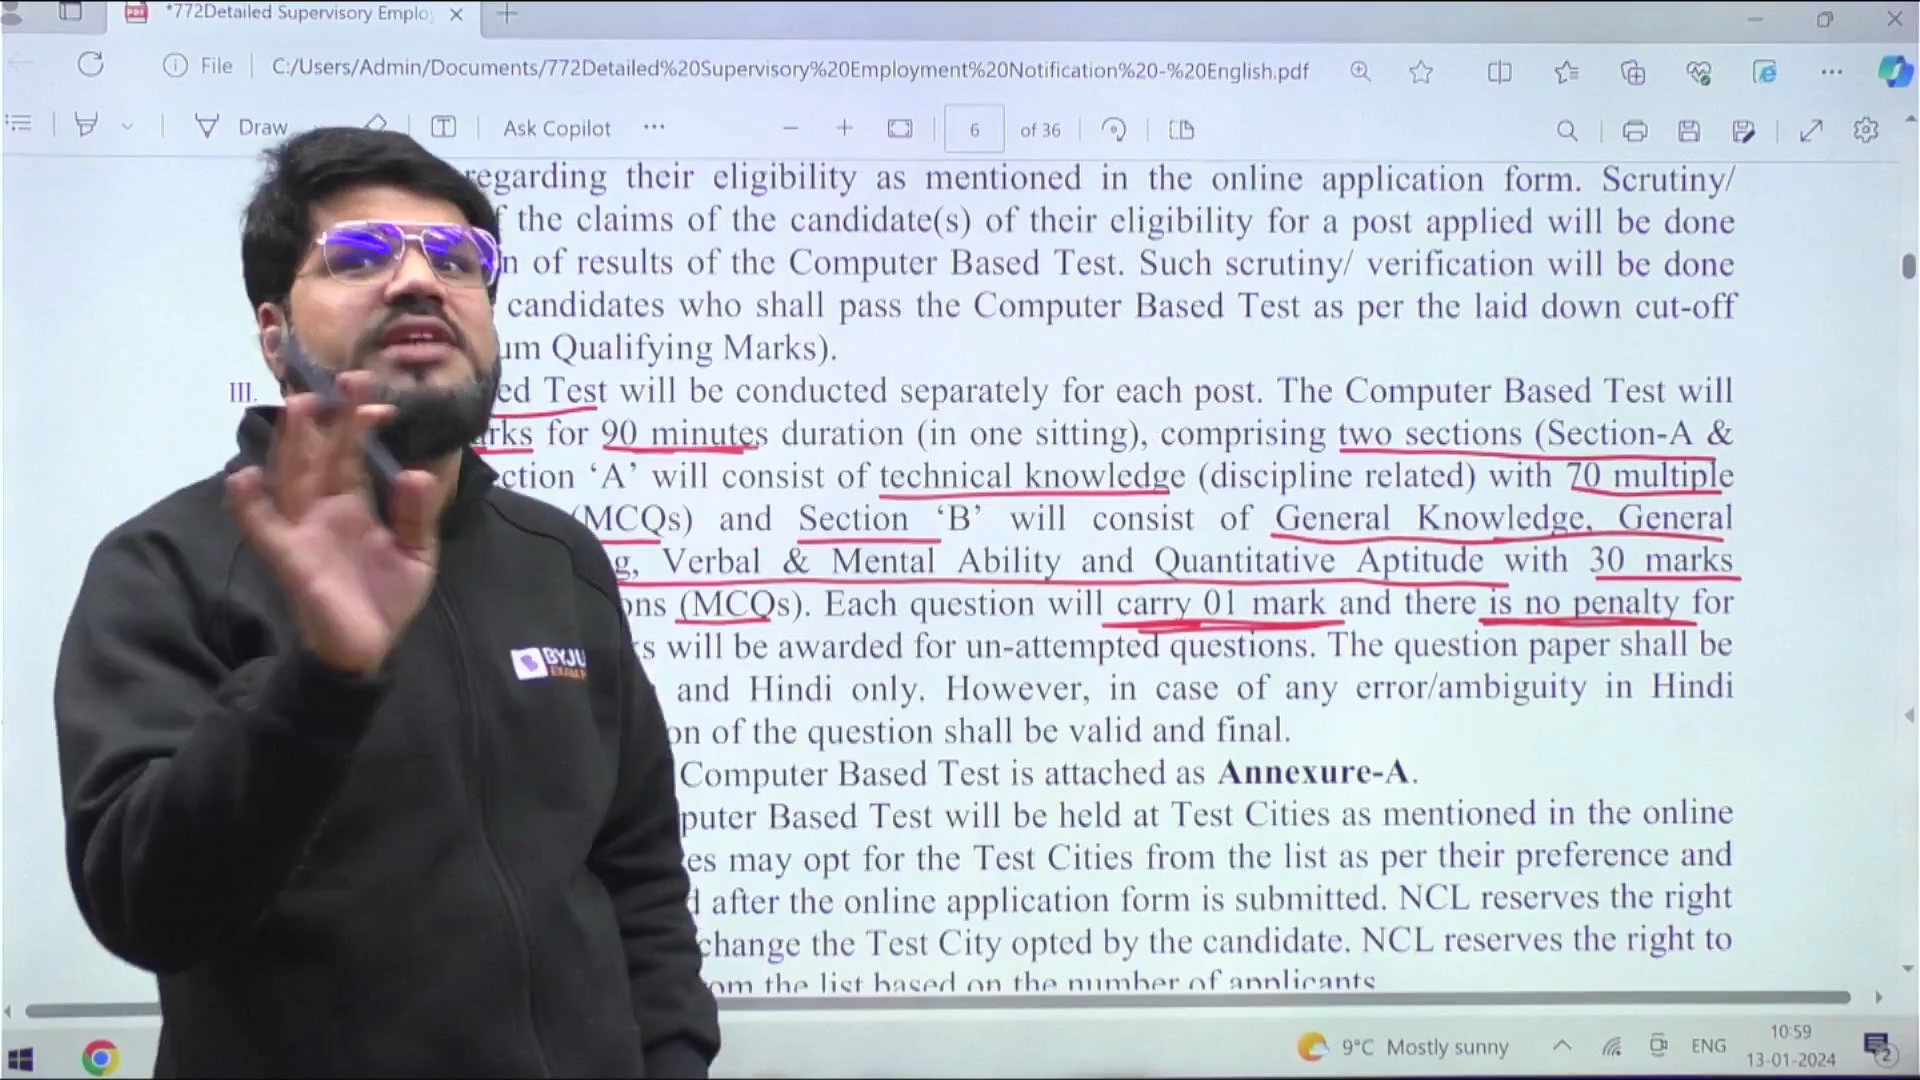 *772Detailed Supervisory Emplo
File
C:/Users/Admin/Documents/772Detailed%20Supervisory%20Employment%20Notification%20-%20English.pdf
Draw
Ask Copilot
6 of 36
regarding their eligibility as mentioned in the online application form. Scrutiny/
the claims of the candidate(s) of their eligibility for a post applied will be done
of results of the Computer Based Test. Such scrutiny/ verification will be done
candidates who shall pass the Computer Based Test as per the laid down cut-off
um Qualifying Marks).
III. ed Test will be conducted separately for each post. The Computer Based Test will
arks for 90 minutes duration (in one sitting), comprising two sections (Section-A &
ction ‘A’ will consist of technical knowledge (discipline related) with 70 multiple
(MCQs) and Section ‘B’ will consist of General Knowledge, General
g, Verbal & Mental Ability and Quantitative Aptitude with 30 marks
ons (MCQs). Each question will carry 01 mark and there is no penalty for
s will be awarded for un-attempted questions. The question paper shall be
and Hindi only. However, in case of any error/ambiguity in Hindi
on of the question shall be valid and final.
Computer Based Test is attached as Annexure-A.
puter Based Test will be held at Test Cities as mentioned in the online
es may opt for the Test Cities from the list as per their preference and
after the online application form is submitted. NCL reserves the right
change the Test City opted by the candidate. NCL reserves the right to
om the list based on the number of applicants
BYJU
EXAM P
9°C Mostly sunny
ENG
10:59
13-01-2024
2